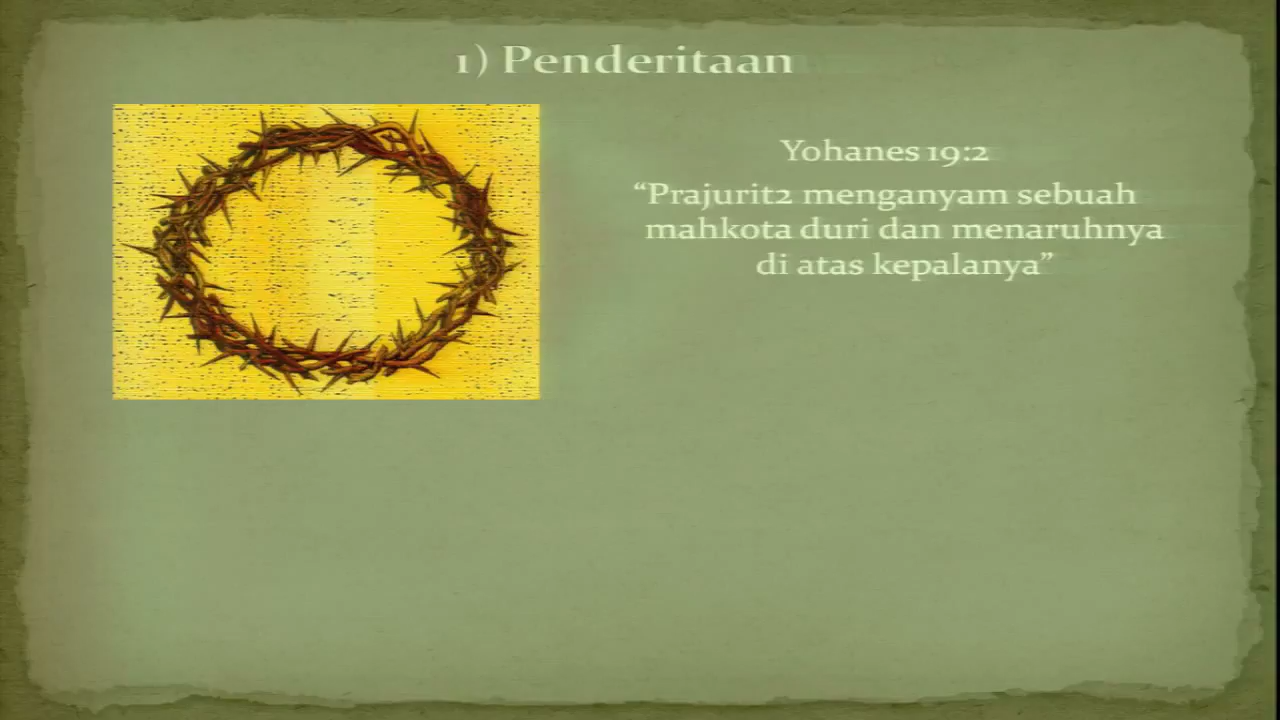 1) Penderitaan
Yohanes 19:2
“Prajurit2 menganyam sebuah
mahkota duri dan menaruhnya
di atas kepalanya”